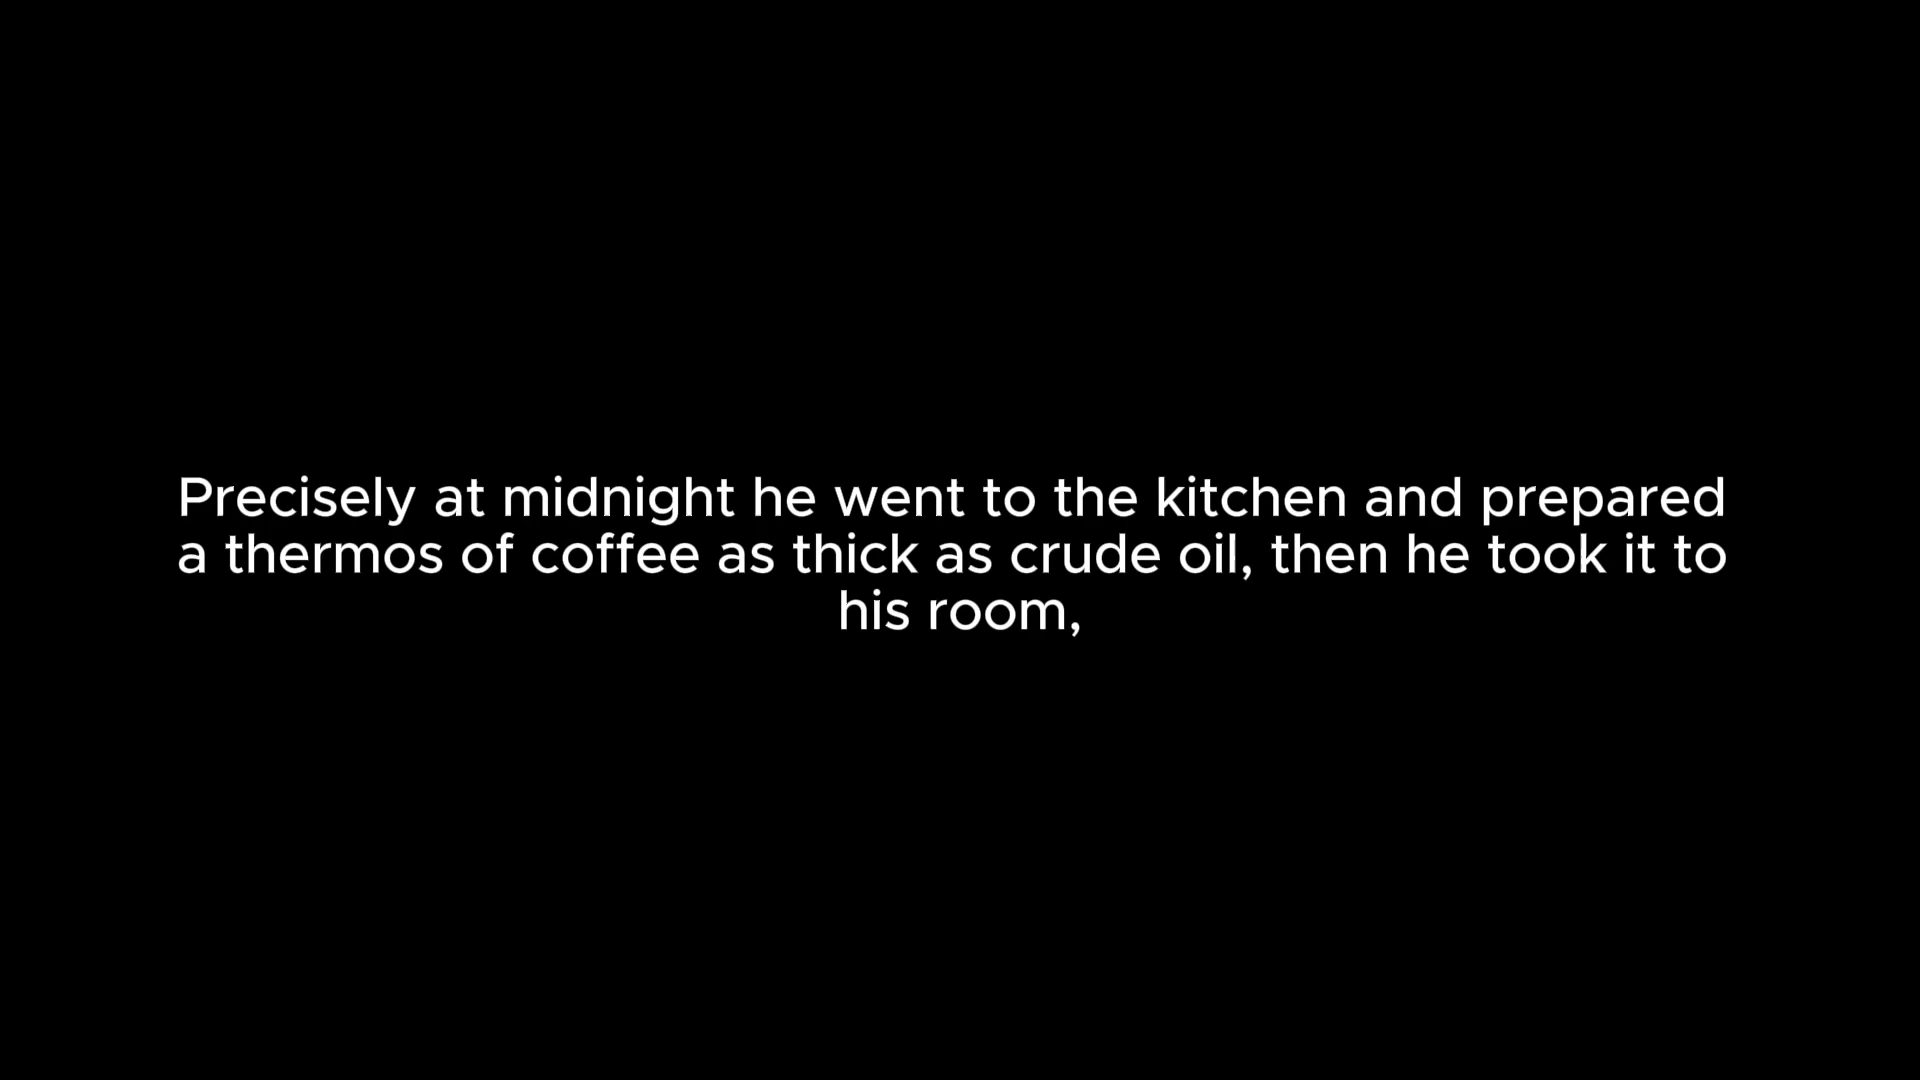 Precisely at midnight he went to the kitchen and prepared
a thermos of coffee as thick as crude oil, then he took it to
his room,